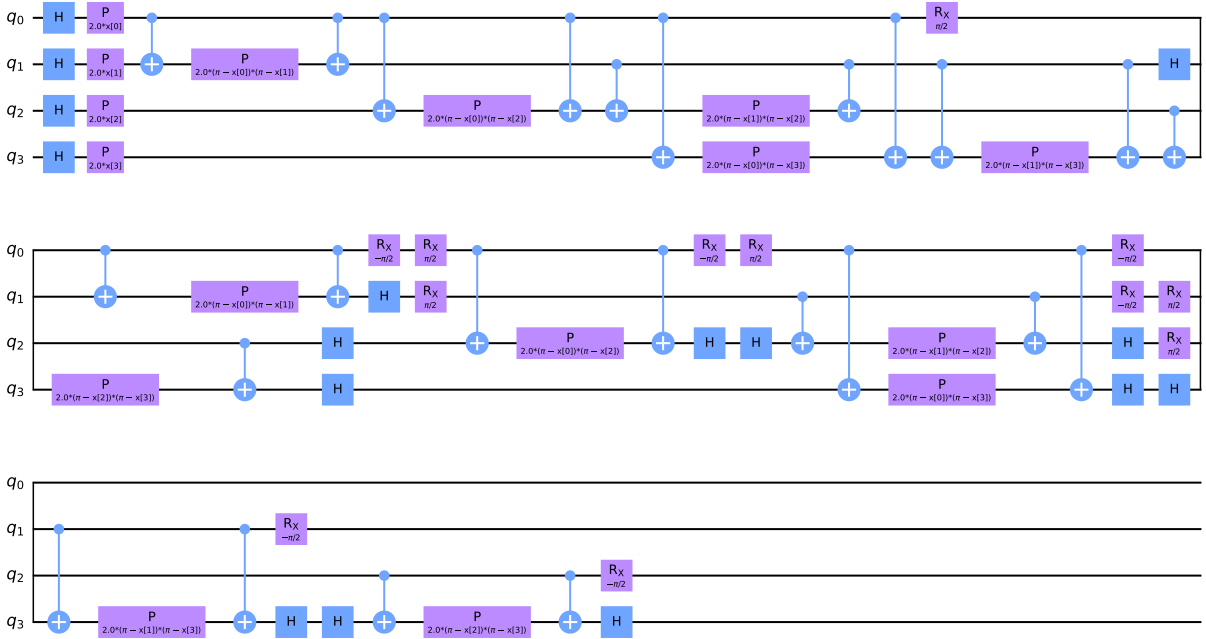 q0 H P 2.0*x[0] RX π/2
q1 H P 2.0*x[1] P 2.0*(π − x[0])*(π − x[1]) H
q2 H P 2.0*x[2] P 2.0*(π − x[0])*(π − x[2]) P 2.0*(π − x[1])*(π − x[2])
q3 H P 2.0*x[3] P 2.0*(π − x[0])*(π − x[3]) P 2.0*(π − x[1])*(π − x[3])
q0 RX −π/2 RX π/2 RX −π/2 RX π/2 RX −π/2
q1 P 2.0*(π − x[0])*(π − x[1]) H RX π/2 RX −π/2 RX π/2
q2 H P 2.0*(π − x[0])*(π − x[2]) H H P 2.0*(π − x[1])*(π − x[2]) H RX π/2
q3 P 2.0*(π − x[2])*(π − x[3]) H P 2.0*(π − x[0])*(π − x[3]) H H
q0
q1 RX −π/2
q2 RX −π/2
q3 P 2.0*(π − x[1])*(π − x[3]) H H P 2.0*(π − x[2])*(π − x[3]) H